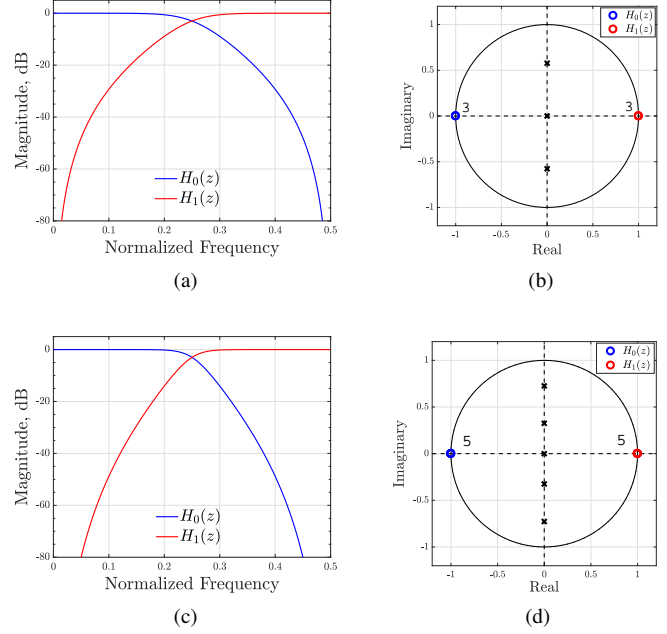 0
-20
-40
-60
-80
Magnitude, dB
H₀(z)
H₁(z)
0 0.1 0.2 0.3 0.4 0.5
Normalized Frequency
(a)
1
0.5
0
-0.5
-1
Imaginary
H₀(z)
H₁(z)
3 3
-1 -0.5 0 0.5 1
Real
(b)
0
-20
-40
-60
-80
Magnitude, dB
H₀(z)
H₁(z)
0 0.1 0.2 0.3 0.4 0.5
Normalized Frequency
(c)
1
0.5
0
-0.5
-1
Imaginary
H₀(z)
H₁(z)
5 5
-1 -0.5 0 0.5 1
Real
(d)